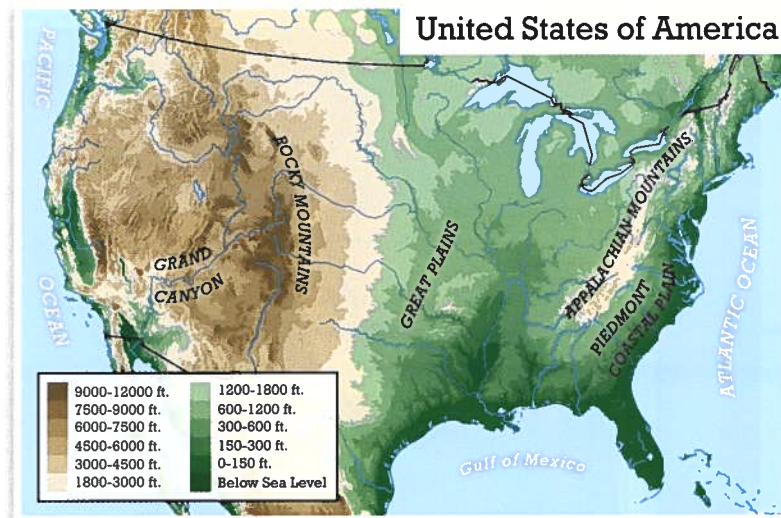 United States of America
PACIFIC
OCEAN
ROCKY MOUNTAINS
GRAND
CANYON
GREAT PLAINS
APPALACHIAN MOUNTAINS
PIEDMONT
COASTAL PLAIN
ATLANTIC OCEAN
Gulf of Mexico
9000-12000 ft.
7500-9000 ft.
6000-7500 ft.
4500-6000 ft.
3000-4500 ft.
1800-3000 ft.
1200-1800 ft.
600-1200 ft.
300-600 ft.
150-300 ft.
0-150 ft.
Below Sea Level